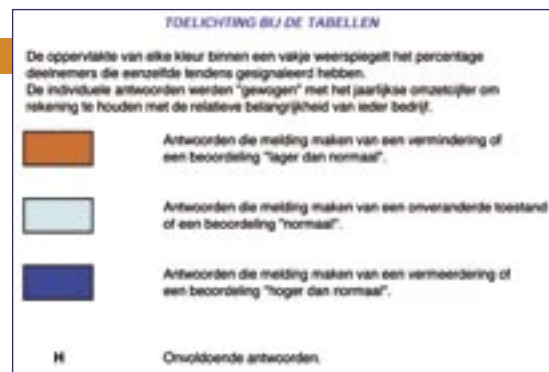 TOELICHTING BIJ DE TABELLEN
De oppervlakte van elke kleur binnen een vakje weerspiegelt het percentage
deelnemers die eenzelfde tendens gesignaleerd hebben.
De individuele antwoorden werden "gewogen" met het jaarlijkse omzetcijfer om
rekening te houden met de relatieve belangrijkheid van ieder bedrijf.
Antwoorden die melding maken van een vermindering of
een beoordeling "lager dan normaal".
Antwoorden die melding maken van een onveranderde toestand
of een beoordeling "normaal".
Antwoorden die melding maken van een vermeerdering of
een beoordeling "hoger dan normaal".
H Onvoldoende antwoorden.